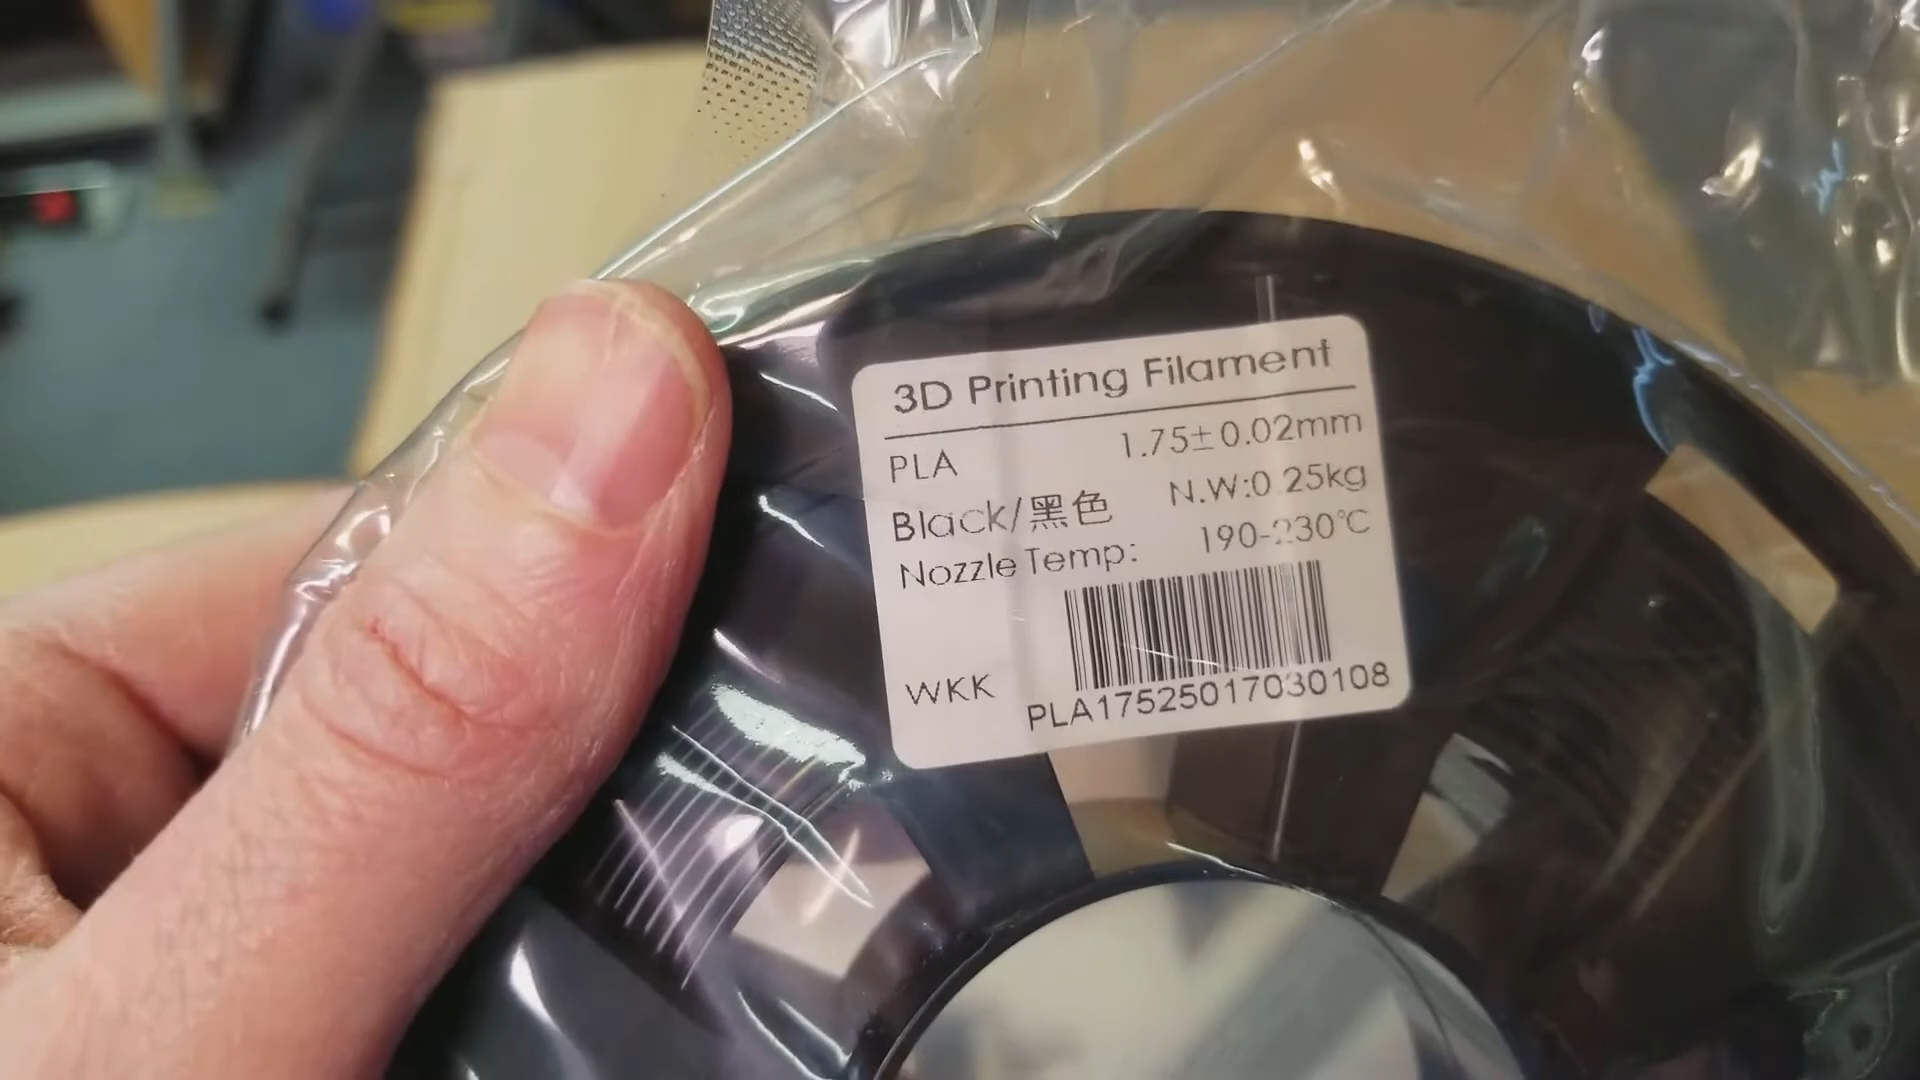 3D Printing Filament
PLA 1.75±0.02mm
Black/黑色 N.W:0.25kg
Nozzle Temp: 190-230℃
WKK
PLA17525017030108